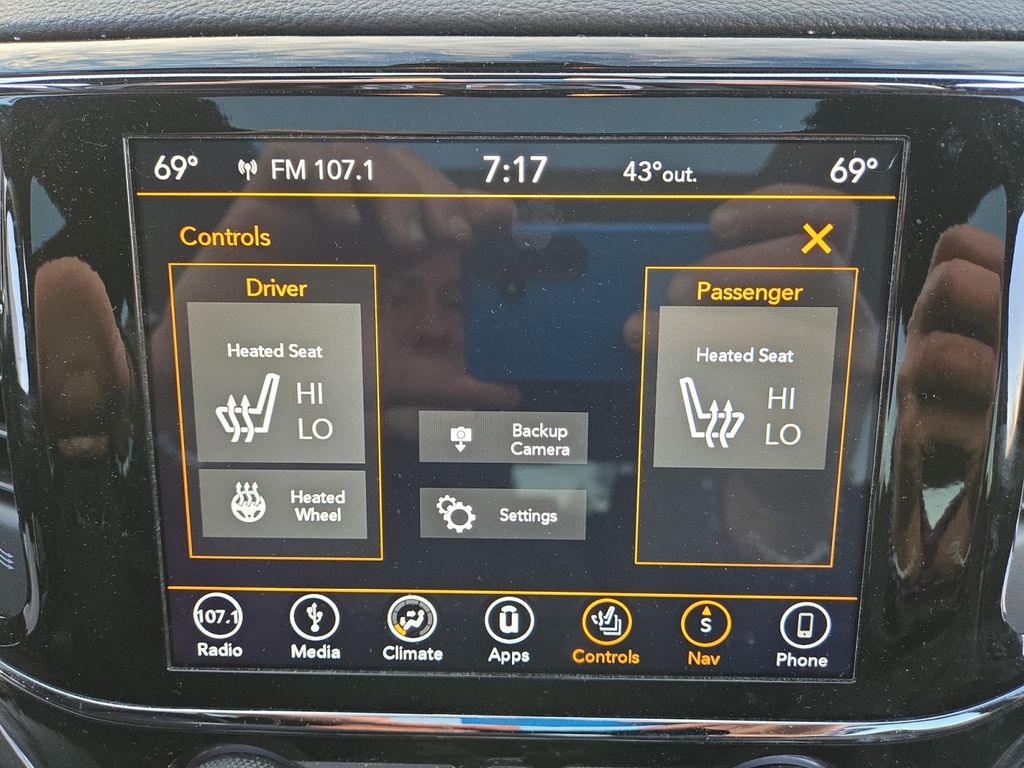 69° FM 107.1 7:17 43°out. 69°
Controls
Driver
Heated Seat
HI
LO
Heated
Wheel
Backup
Camera
Settings
Passenger
Heated Seat
HI
LO
107.1
Radio
Media
Climate
U
Apps
Controls
S
Nav
Phone